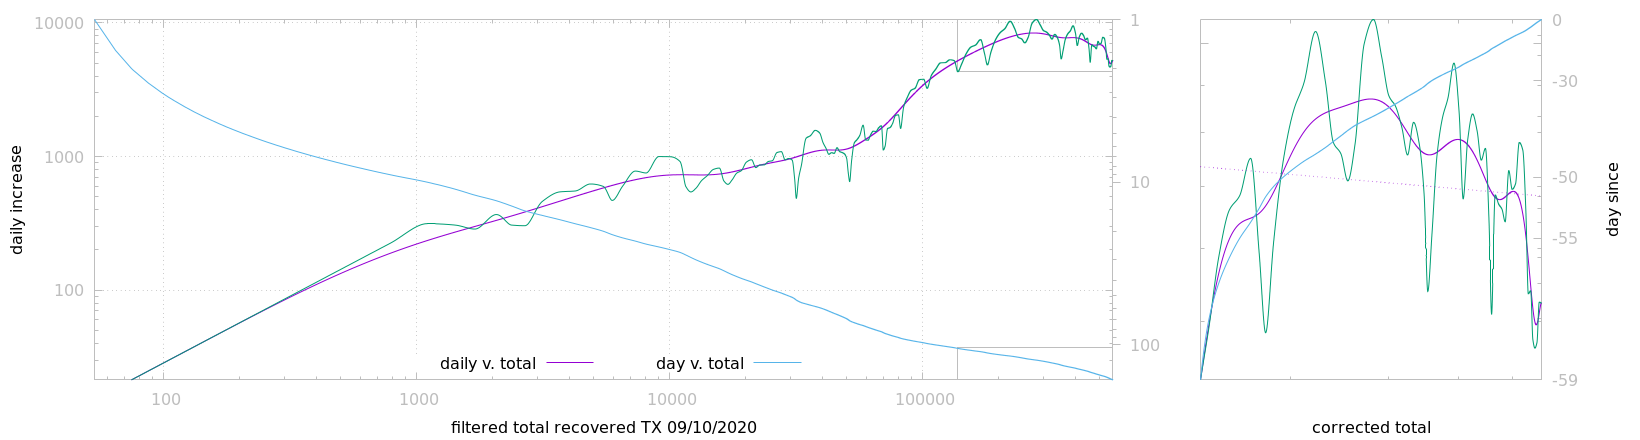 10000
1000
100
daily increase
100
1000
10000
100000
1
10
100
daily v. total
day v. total
filtered total recovered TX 09/10/2020
0
-30
-50
-55
-59
day since
corrected total